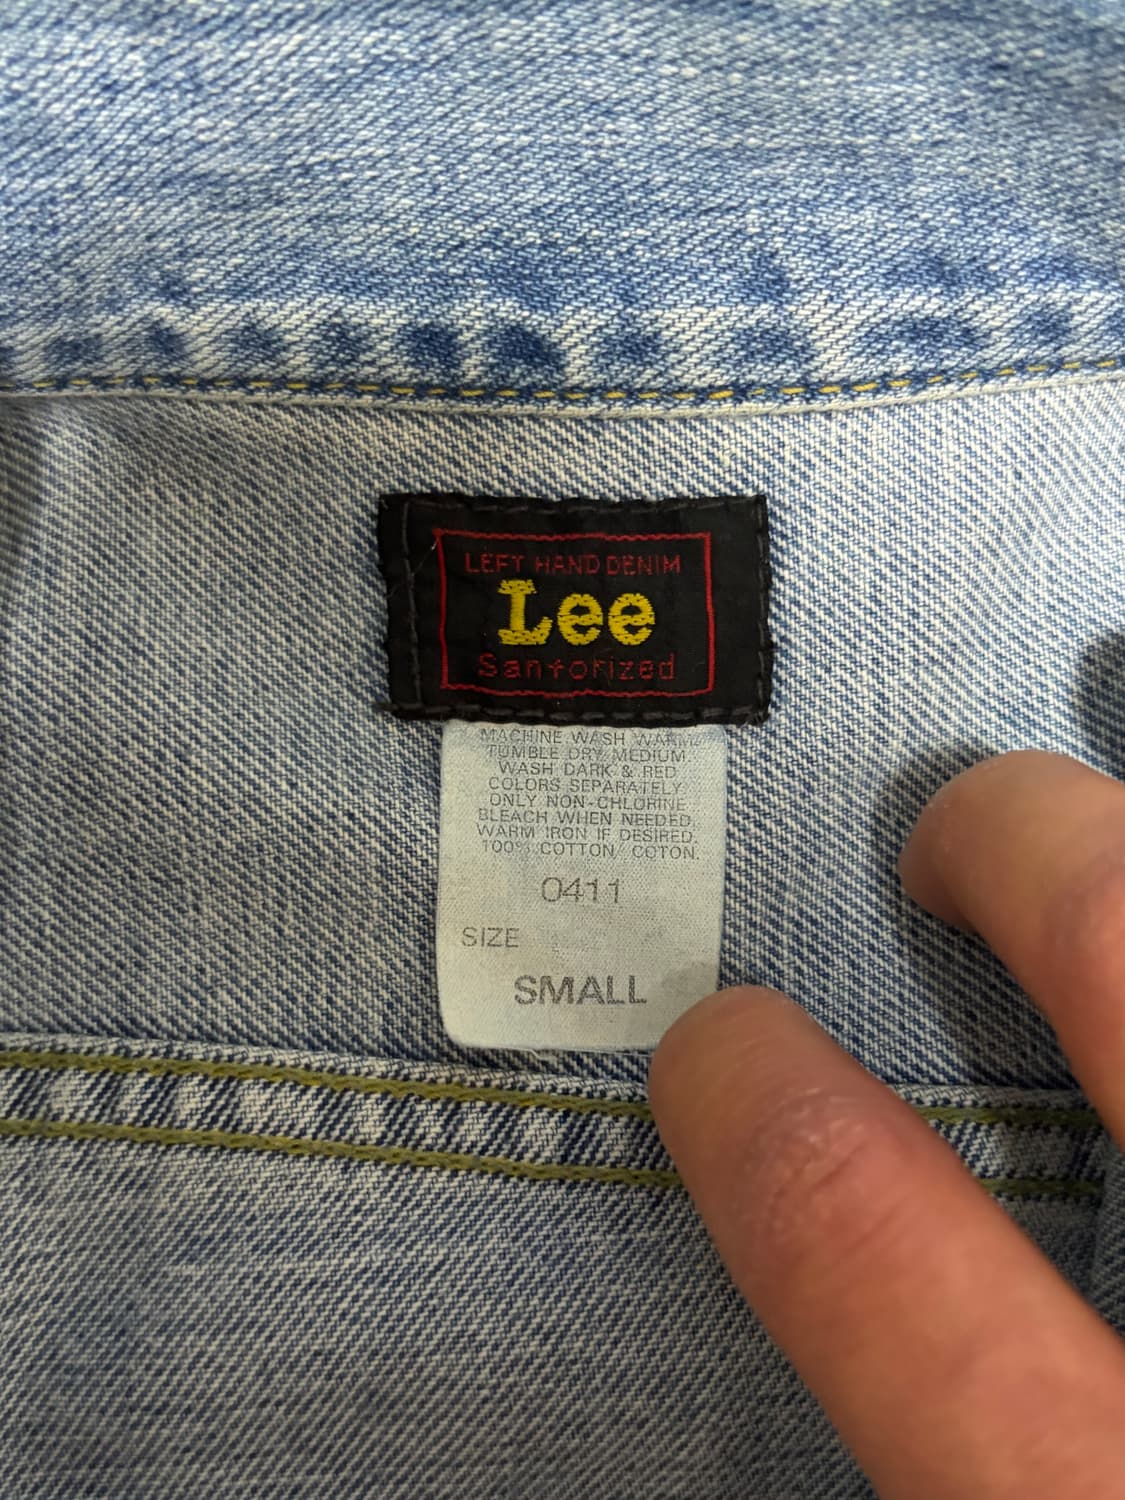 LEFT HAND DENIM
Lee
Santorized
MACHINE WASH WARM.
TUMBLE DRY MEDIUM.
WASH DARK & RED
COLORS SEPARATELY.
ONLY NON-CHLORINE
BLEACH WHEN NEEDED.
WARM IRON IF DESIRED.
100% COTTON/ COTON.
0411
SIZE
SMALL